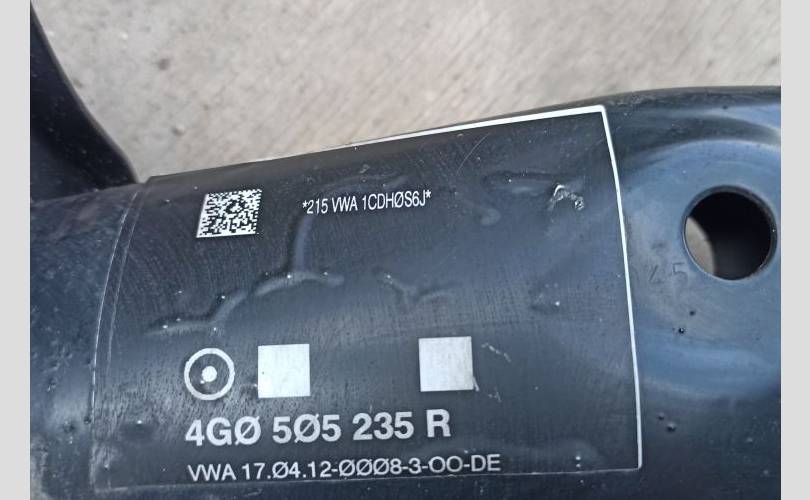 *215 VWA 1CDHØS6J*
4GØ 5Ø5 235 R
VWA 17.Ø4.12-ØØØ8-3-OO-DE